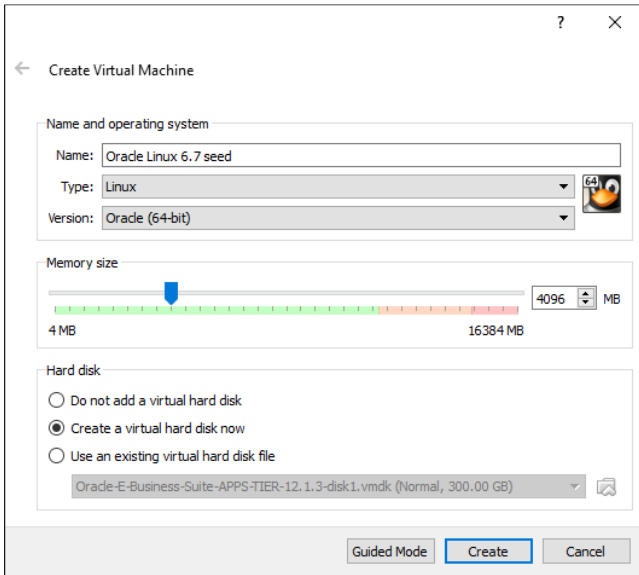 ?
Create Virtual Machine
Name and operating system
Name: Oracle Linux 6.7 seed
Type: Linux
64
Version: Oracle (64-bit)
Memory size
4096 MB
4 MB 16384 MB
Hard disk
Do not add a virtual hard disk
Create a virtual hard disk now
Use an existing virtual hard disk file
Oracle-E-Business-Suite-APPS-TIER-12.1.3-disk1.vmdk (Normal, 300.00 GB)
Guided Mode Create Cancel